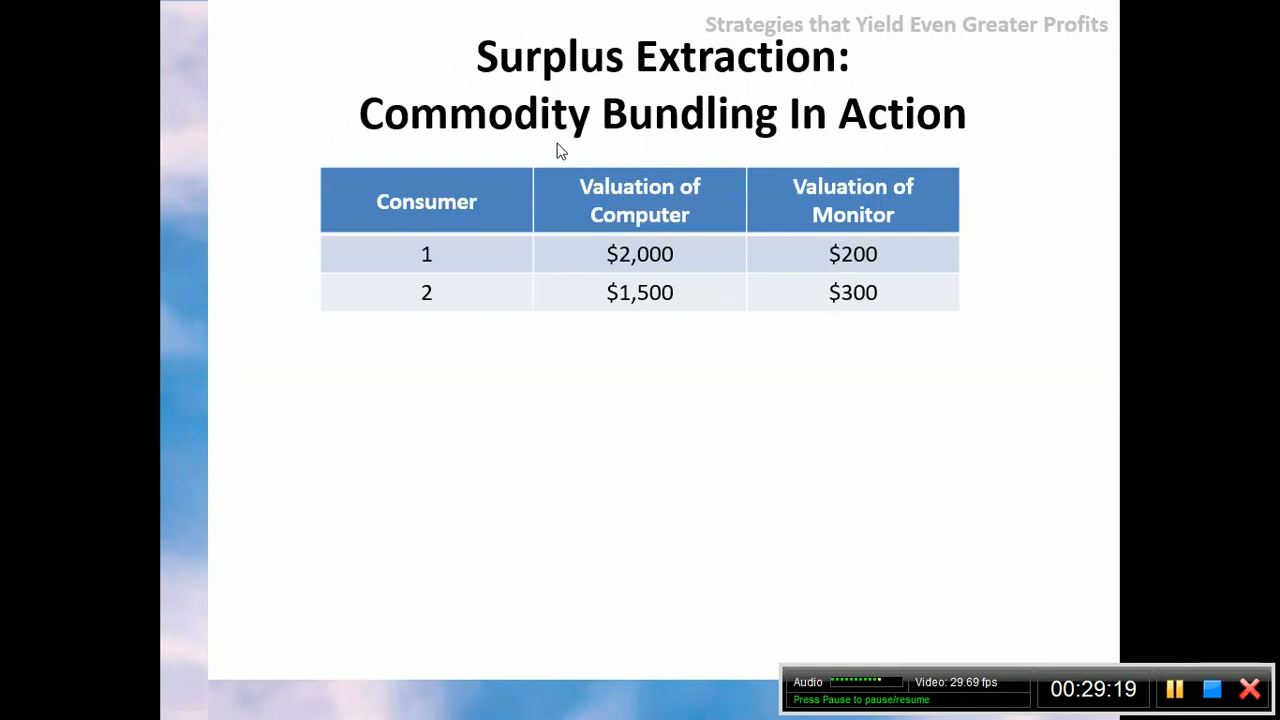 Strategies that Yield Even Greater Profits
Surplus Extraction:
Commodity Bundling In Action
Consumer
Valuation of
Computer
Valuation of
Monitor
1 $2,000 $200
2 $1,500 $300
Audio Video: 29.69 fps
Press Pause to pause/resume
00:29:19